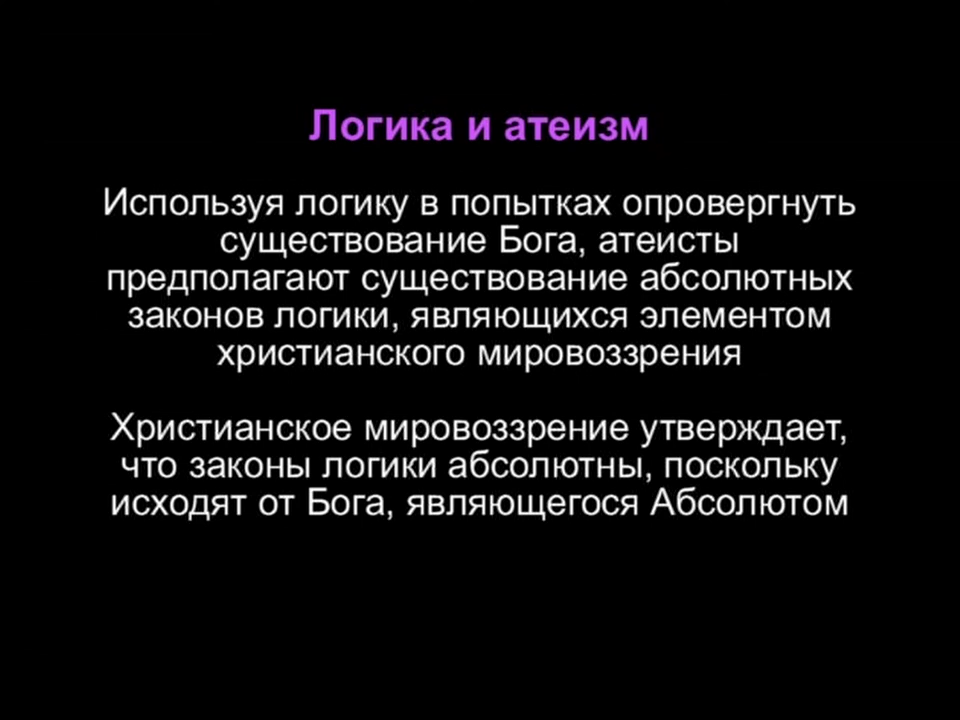 Логика и атеизм
Используя логику в попытках опровергнуть
существование Бога, атеисты
предполагают существование абсолютных
законов логики, являющихся элементом
христианского мировоззрения
Христианское мировоззрение утверждает,
что законы логики абсолютны, поскольку
исходят от Бога, являющегося Абсолютом